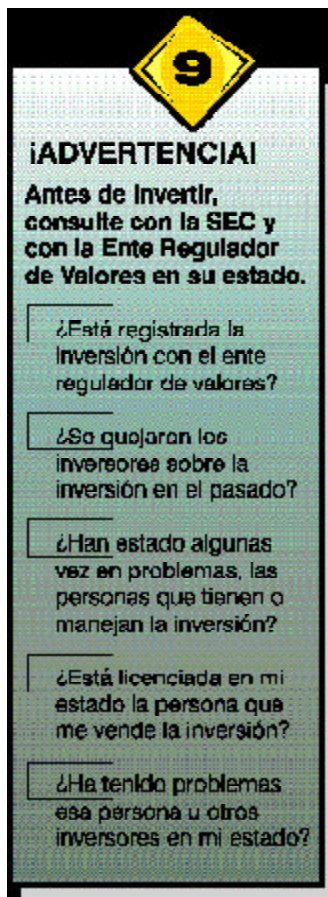 9
¡ADVERTENCIA!
Antes de Invertir,
consulte con la SEC y
con la Ente Regulador
de Valores en su estado.
¿Está registrada la
inversión con el ente
regulador de valores?
¿Se quejaron los
inversores sobre la
inversión en el pasado?
¿Han estado algunas
vez en problemas, las
personas que tienen o
manejan la inversión?
¿Está licenciada en mi
estado la persona que
me vende la inversión?
¿Ha tenido problemas
esa persona u otros
inversores en mi estado?